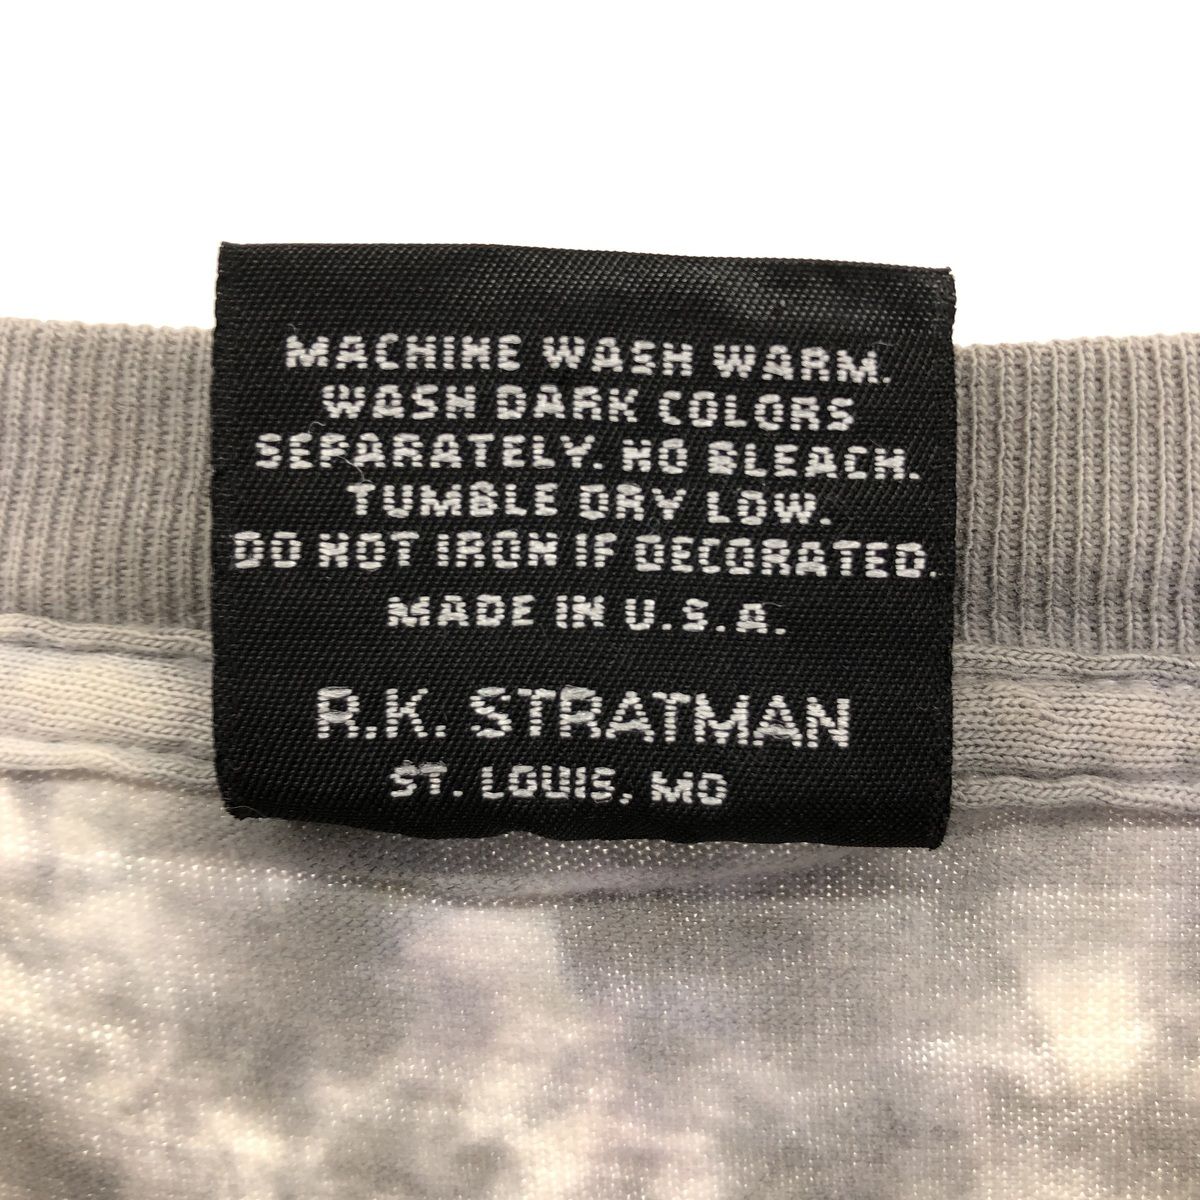 MACHINE WASH WARM.
WASH DARK COLORS
SEPARATELY. NO BLEACH.
TUMBLE DRY LOW.
DO NOT IRON IF DECORATED.
MADE IN U.S.A.
R.K. STRATMAN
ST. LOUIS, MO